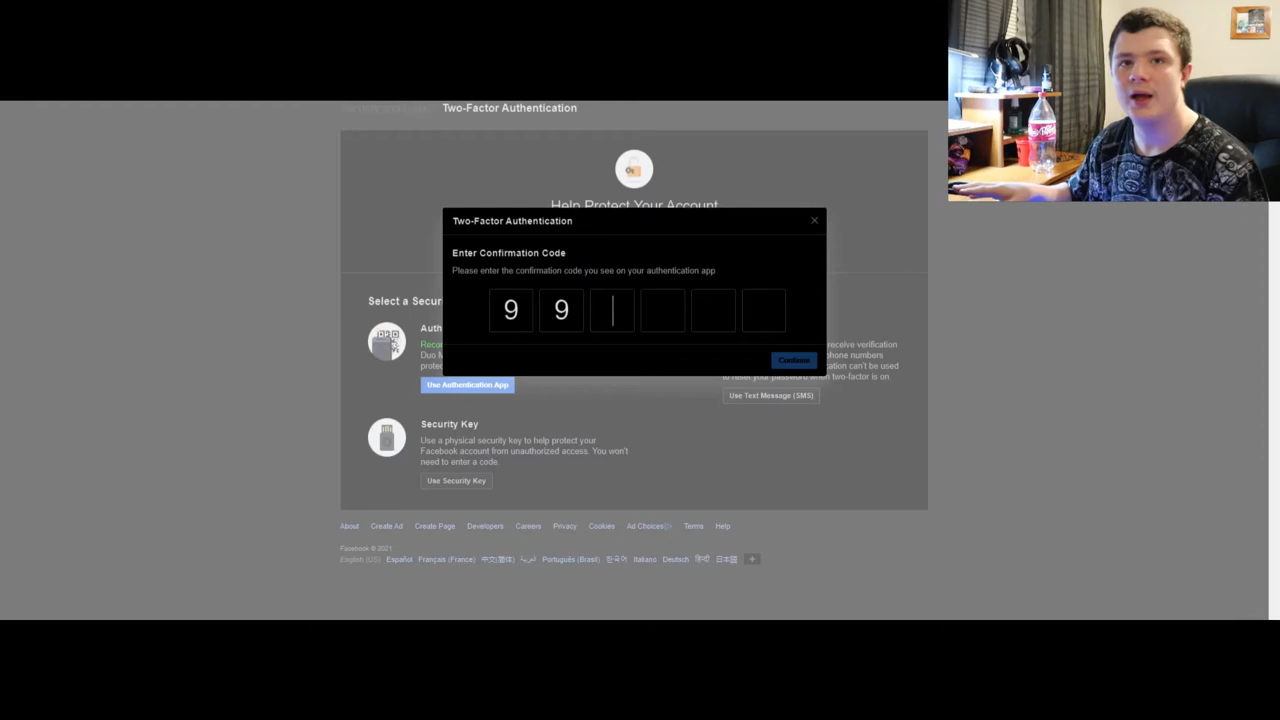 Two-Factor Authentication
Help Protect Your Account
Two-Factor Authentication
Enter Confirmation Code
Please enter the confirmation code you see on your authentication app
9 9
Continue
Select a Secur
Auth
Reco
Duo M
protec
Use Authentication App
receive verification
phone numbers
ication can't be used
to reset your password when two-factor is on.
Use Text Message (SMS)
Security Key
Use a physical security key to help protect your
Facebook account from unauthorized access. You won't
need to enter a code.
Use Security Key
About Create Ad Create Page Developers Careers Privacy Cookies Ad Choices Terms Help
Facebook © 2021
English (US) Español Français (France) 中文(简体) العربية Português (Brasil) 한국어 Italiano Deutsch हिन्दी 日本語